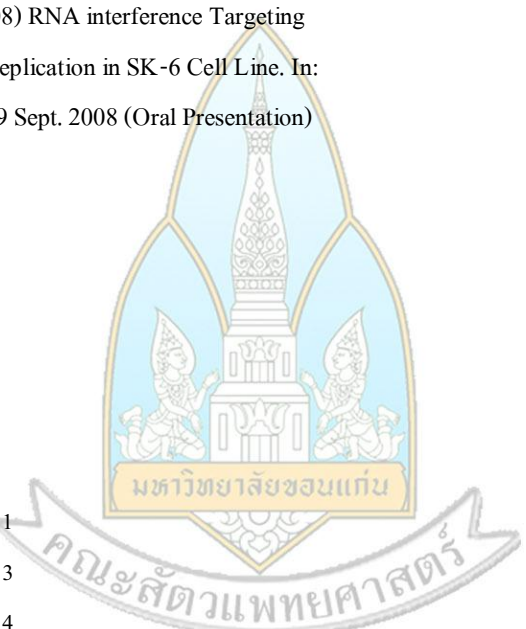 8) RNA interference Targeting
eplication in SK-6 Cell Line. In:
9 Sept. 2008 (Oral Presentation)
มหาวิทยาลัยขอนแก่น
1
คณะสัตวแพทยศาสตร์
3
4